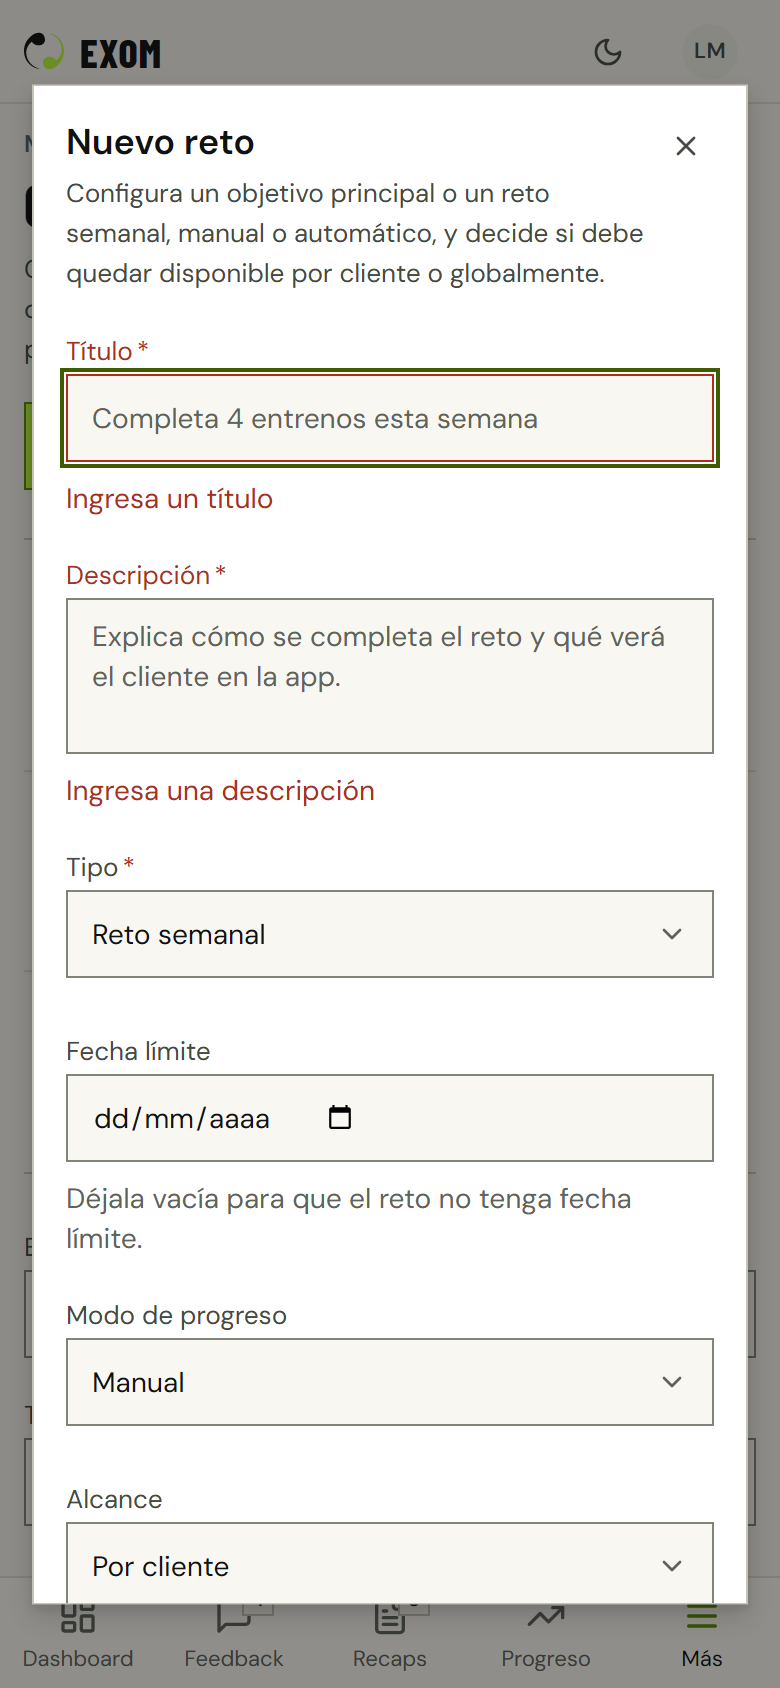 EXOM
LM
Nuevo reto
Configura un objetivo principal o un reto
semanal, manual o automático, y decide si debe
quedar disponible por cliente o globalmente.
Título *
Completa 4 entrenos esta semana
Ingresa un título
Descripción *
Explica cómo se completa el reto y qué verá
el cliente en la app.
Ingresa una descripción
Tipo *
Reto semanal
Fecha límite
dd/mm/aaaa
Déjala vacía para que el reto no tenga fecha
límite.
Modo de progreso
Manual
Alcance
Por cliente
Dashboard
Feedback
Recaps
Progreso
Más